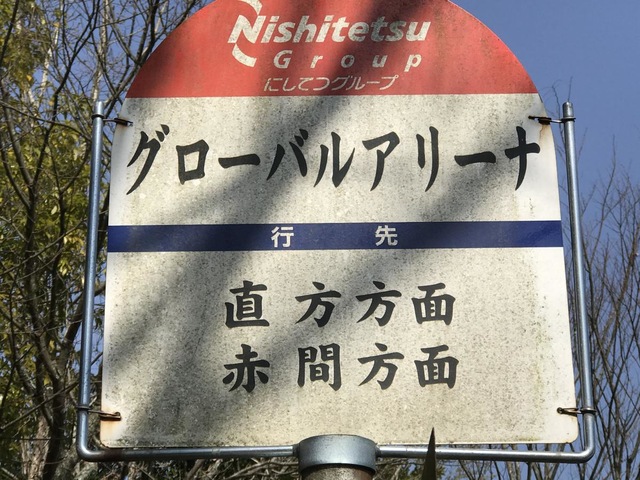 Nishitetsu
Group
にしてつグループ
グローバルアリーナ
行先
直方方面
赤間方面